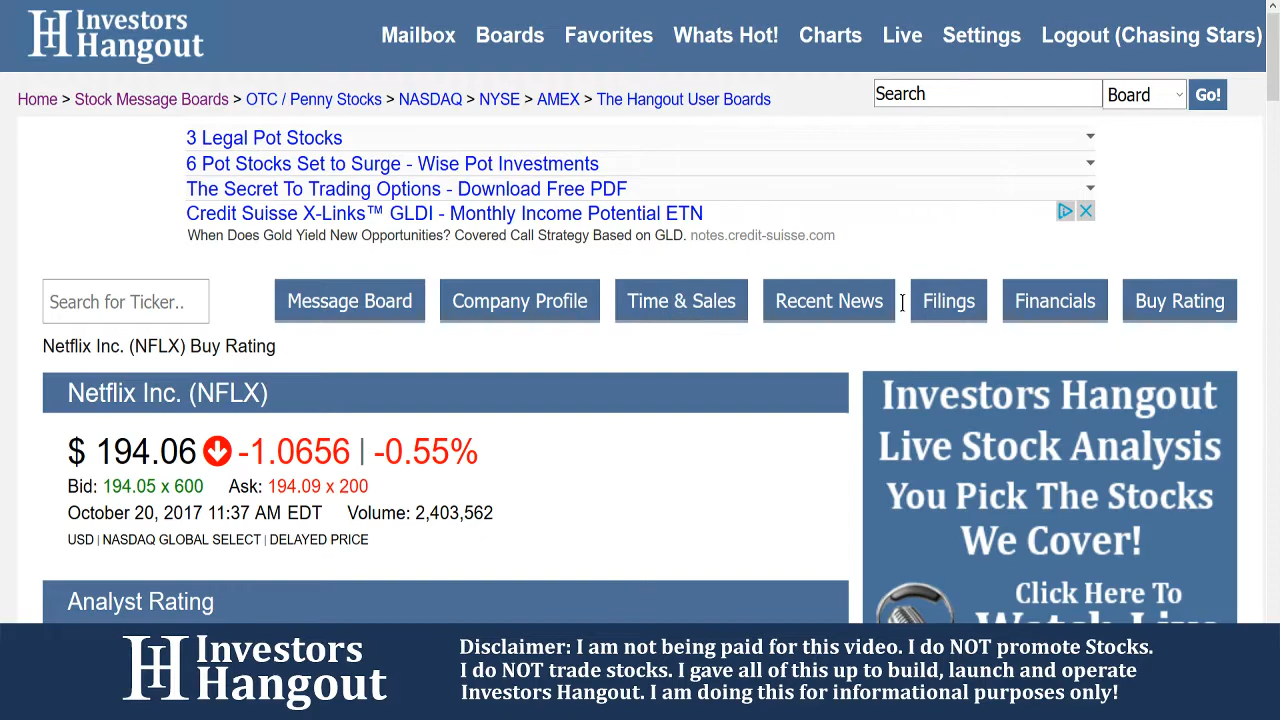 Investors
Hangout
Mailbox Boards Favorites Whats Hot! Charts Live Settings Logout (Chasing Stars)
Home > Stock Message Boards > OTC / Penny Stocks > NASDAQ > NYSE > AMEX > The Hangout User Boards
Search Board Go!
3 Legal Pot Stocks
6 Pot Stocks Set to Surge - Wise Pot Investments
The Secret To Trading Options - Download Free PDF
Credit Suisse X-Links™ GLDI - Monthly Income Potential ETN
When Does Gold Yield New Opportunities? Covered Call Strategy Based on GLD. notes.credit-suisse.com
Search for Ticker.. Message Board Company Profile Time & Sales Recent News Filings Financials Buy Rating
Netflix Inc. (NFLX) Buy Rating
Netflix Inc. (NFLX)
$ 194.06 -1.0656 | -0.55%
Bid: 194.05 x 600 Ask: 194.09 x 200
October 20, 2017 11:37 AM EDT Volume: 2,403,562
USD | NASDAQ GLOBAL SELECT | DELAYED PRICE
Analyst Rating
Investors Hangout
Live Stock Analysis
You Pick The Stocks
We Cover!
Click Here To
Watch Live
Investors
Hangout
Disclaimer: I am not being paid for this video. I do NOT promote Stocks.
I do NOT trade stocks. I gave all of this up to build, launch and operate
Investors Hangout. I am doing this for informational purposes only!